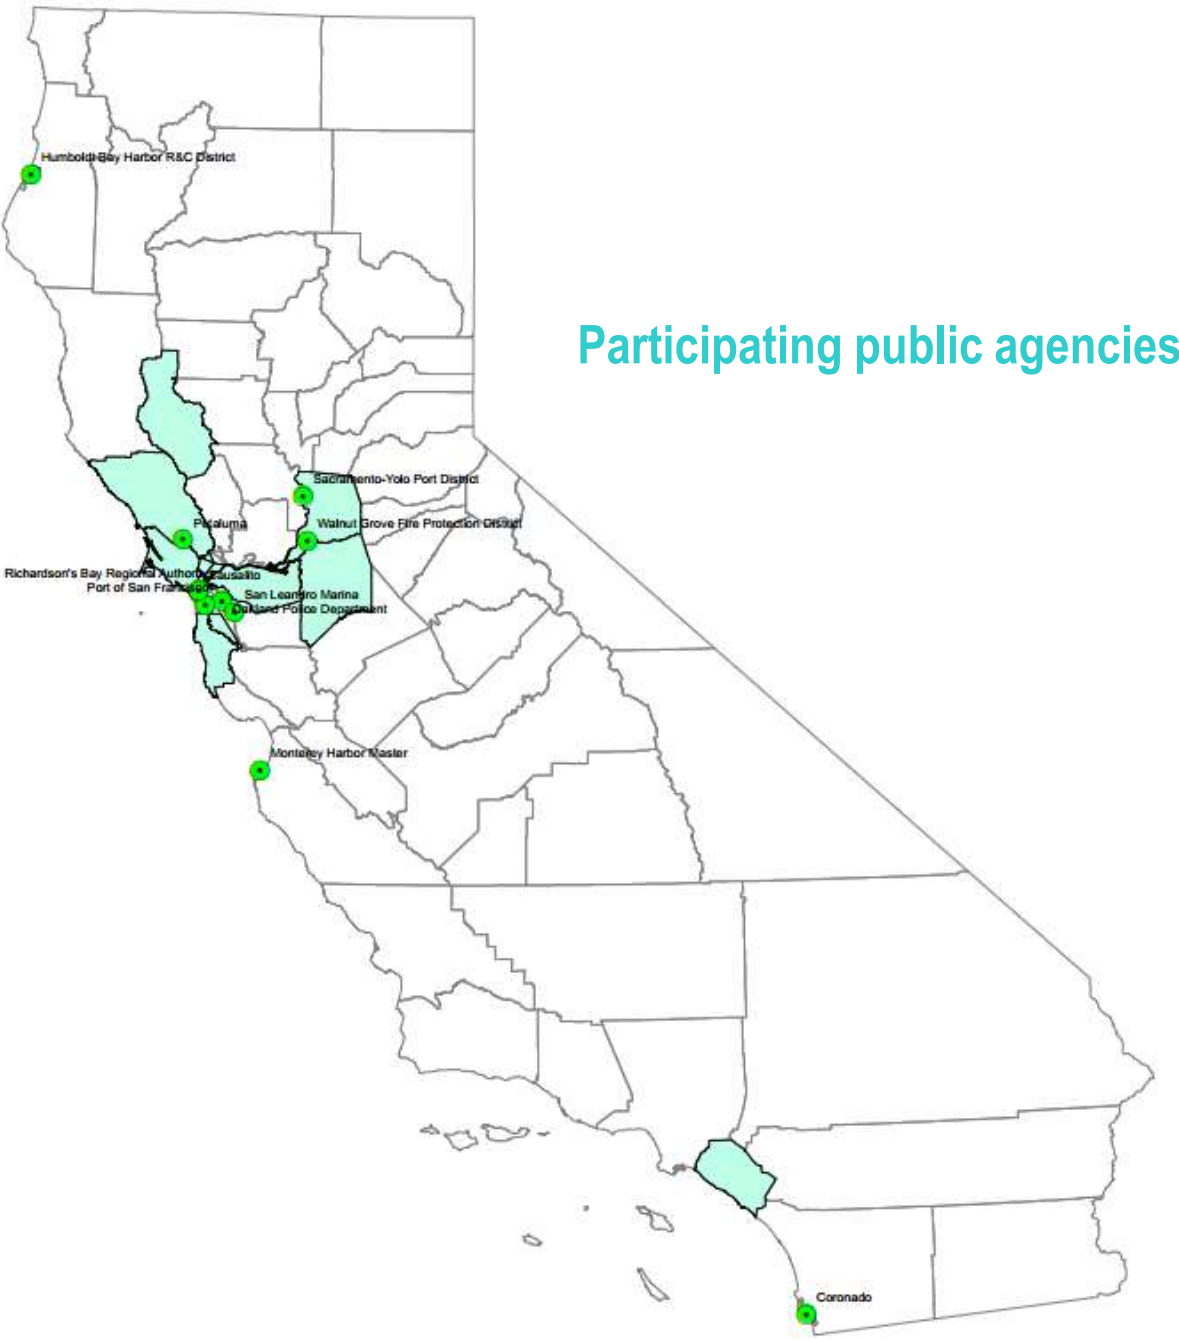 Humboldt Bay Harbor R&C District
Participating public agencies
Sacramento-Yolo Port District
Petaluma
Walnut Grove Fire Protection District
Richardson's Bay Regional Authority
Sausalito
Port of San Francisco
San Leandro Marina
Oakland Police Department
Monterey Harbor Master
Coronado